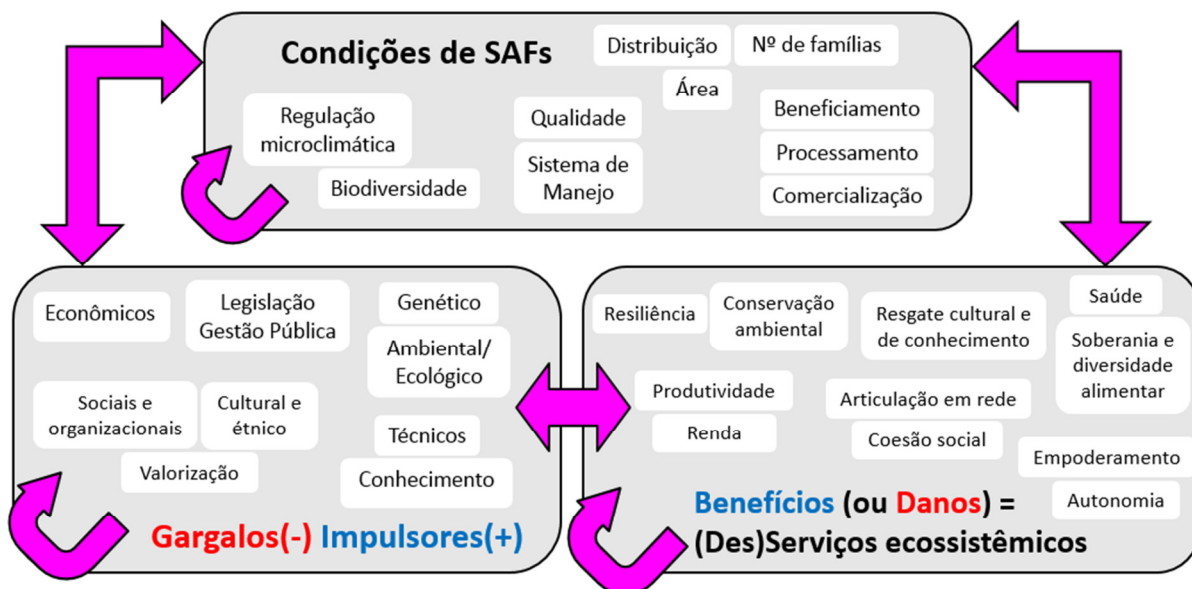 Condições de SAFs
Distribuição
Nº de famílias
Área
Regulação
microclimática
Biodiversidade
Qualidade
Sistema de
Manejo
Beneficiamento
Processamento
Comercialização
Econômicos
Legislação
Gestão Pública
Genético
Ambiental/
Ecológico
Sociais e
organizacionais
Cultural e
étnico
Valorização
Técnicos
Conhecimento
Gargalos(-) Impulsores(+)
Resiliência
Conservação
ambiental
Resgate cultural e
de conhecimento
Saúde
Soberania e
diversidade
alimentar
Produtividade
Renda
Articulação em rede
Coesão social
Empoderamento
Autonomia
Benefícios (ou Danos) =
(Des)Serviços ecossistêmicos